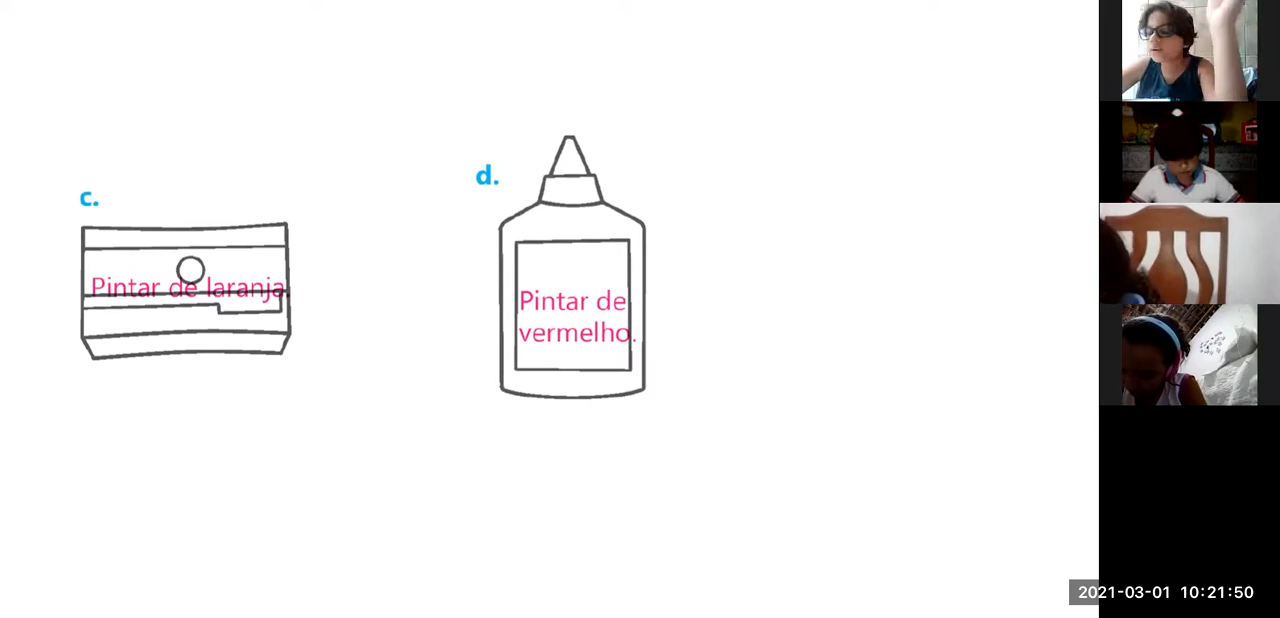 c.
Pintar de laranja.
d.
Pintar de
vermelho.
2021-03-01 10:21:50